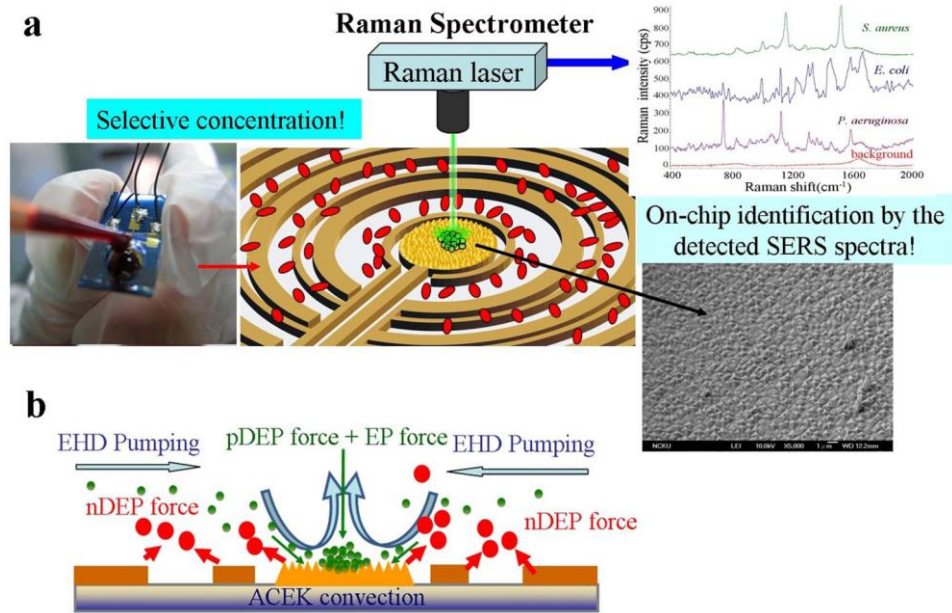 a
Raman Spectrometer
Raman laser
Selective concentration!
Raman intensity (cps)
900
800
700
600
500
400
300
200
100
0
S. aureus
E. coli
P. aeruginosa
background
400
800
1200
1600
2000
Raman shift(cm-1)
On-chip identification by the
detected SERS spectra!
NCKU LEI 10.0kV X5,000 1μm WD 12.2mm
b
EHD Pumping
pDEP force + EP force
EHD Pumping
nDEP force
nDEP force
ACEK convection